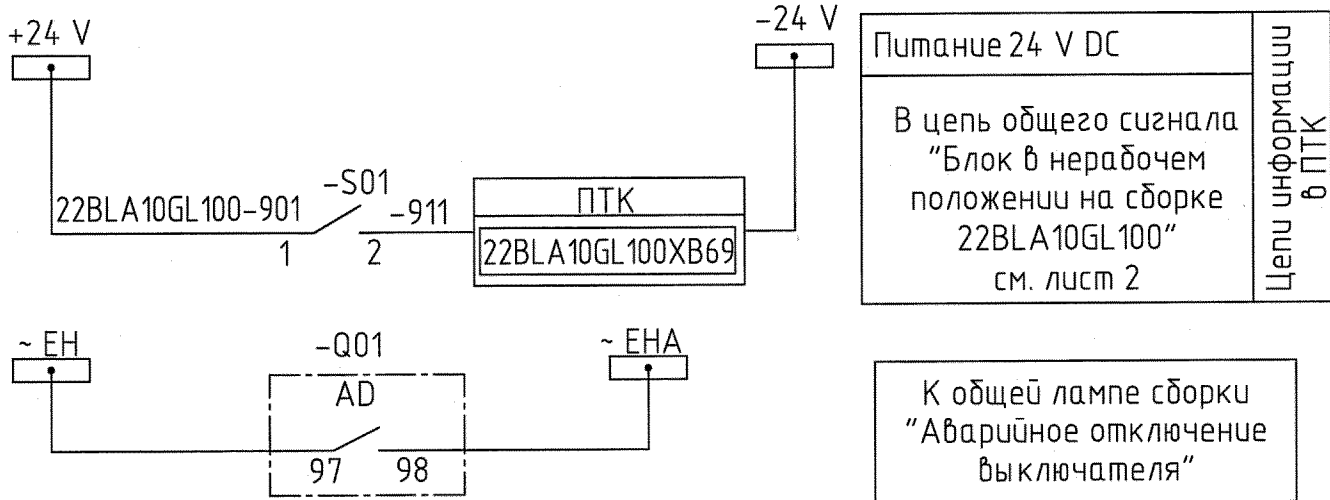 +24 V
-24 V
22BLA10GL100-901
-S01
-911
1
2
ПТК
22BLA10GL100XB69
Питание 24 V DC
В цепь общего сигнала
"Блок в нерабочем
положении на сборке
22BLA10GL100"
см. лист 2
Цепи информации
в ПТК
~ EH
-Q01
AD
97
98
~ EHA
К общей лампе сборки
"Аварийное отключение
выключателя"